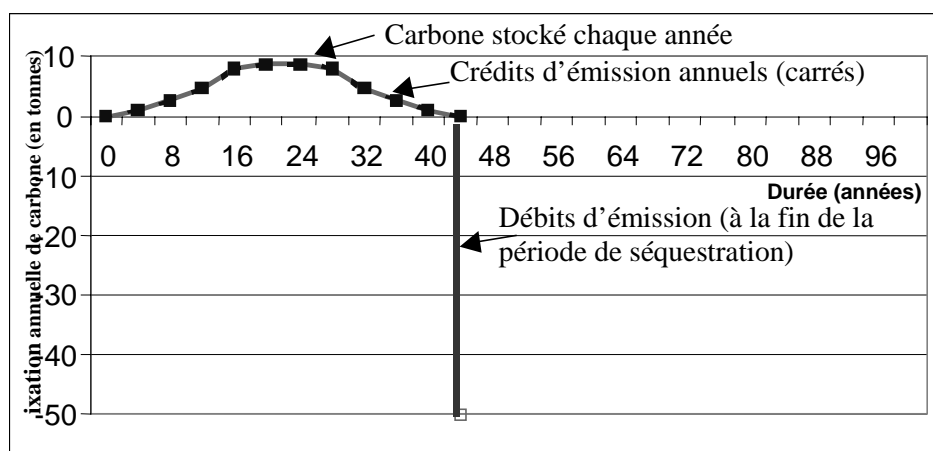 Carbone stocké chaque année
Crédits d'émission annuels (carrés)
ixation annuelle de carbone (en tonnes)
10
0
-10
-20
-30
-40
-50
0 8 16 24 32 40 48 56 64 72 80 88 96
Durée (années)
Débits d'émission (à la fin de la
période de séquestration)